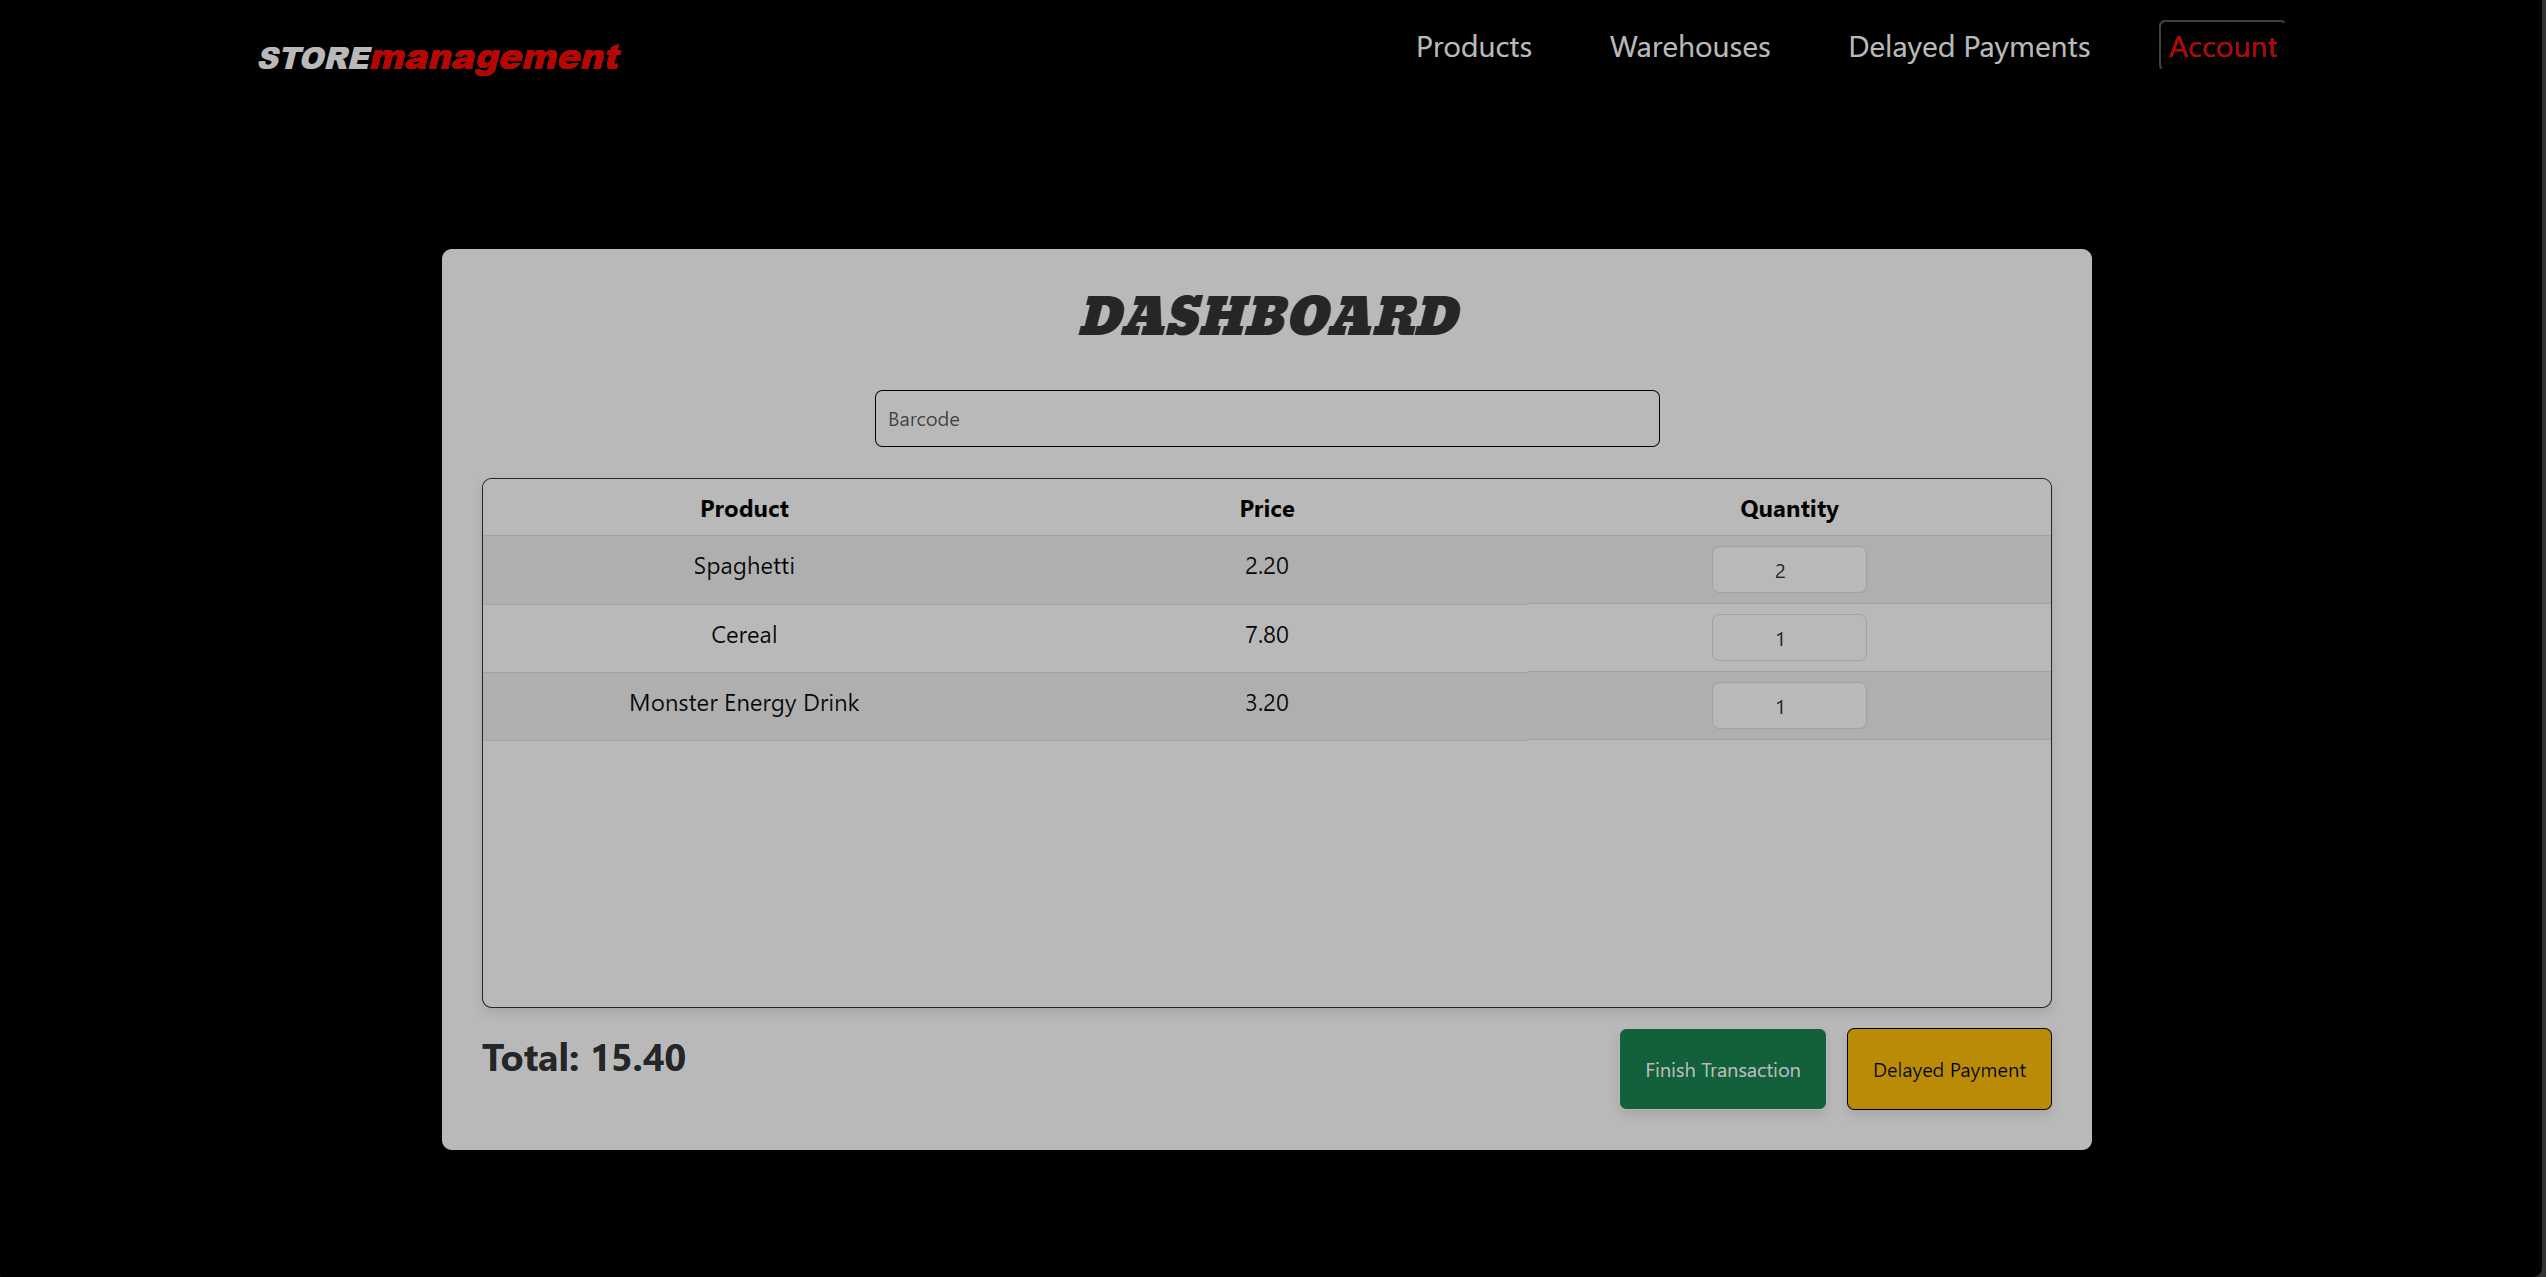 STOREmanagement Products Warehouses Delayed Payments Account
DASHBOARD
Barcode
Product Price Quantity
Spaghetti 2.20 2
Cereal 7.80 1
Monster Energy Drink 3.20 1
Total: 15.40 Finish Transaction Delayed Payment